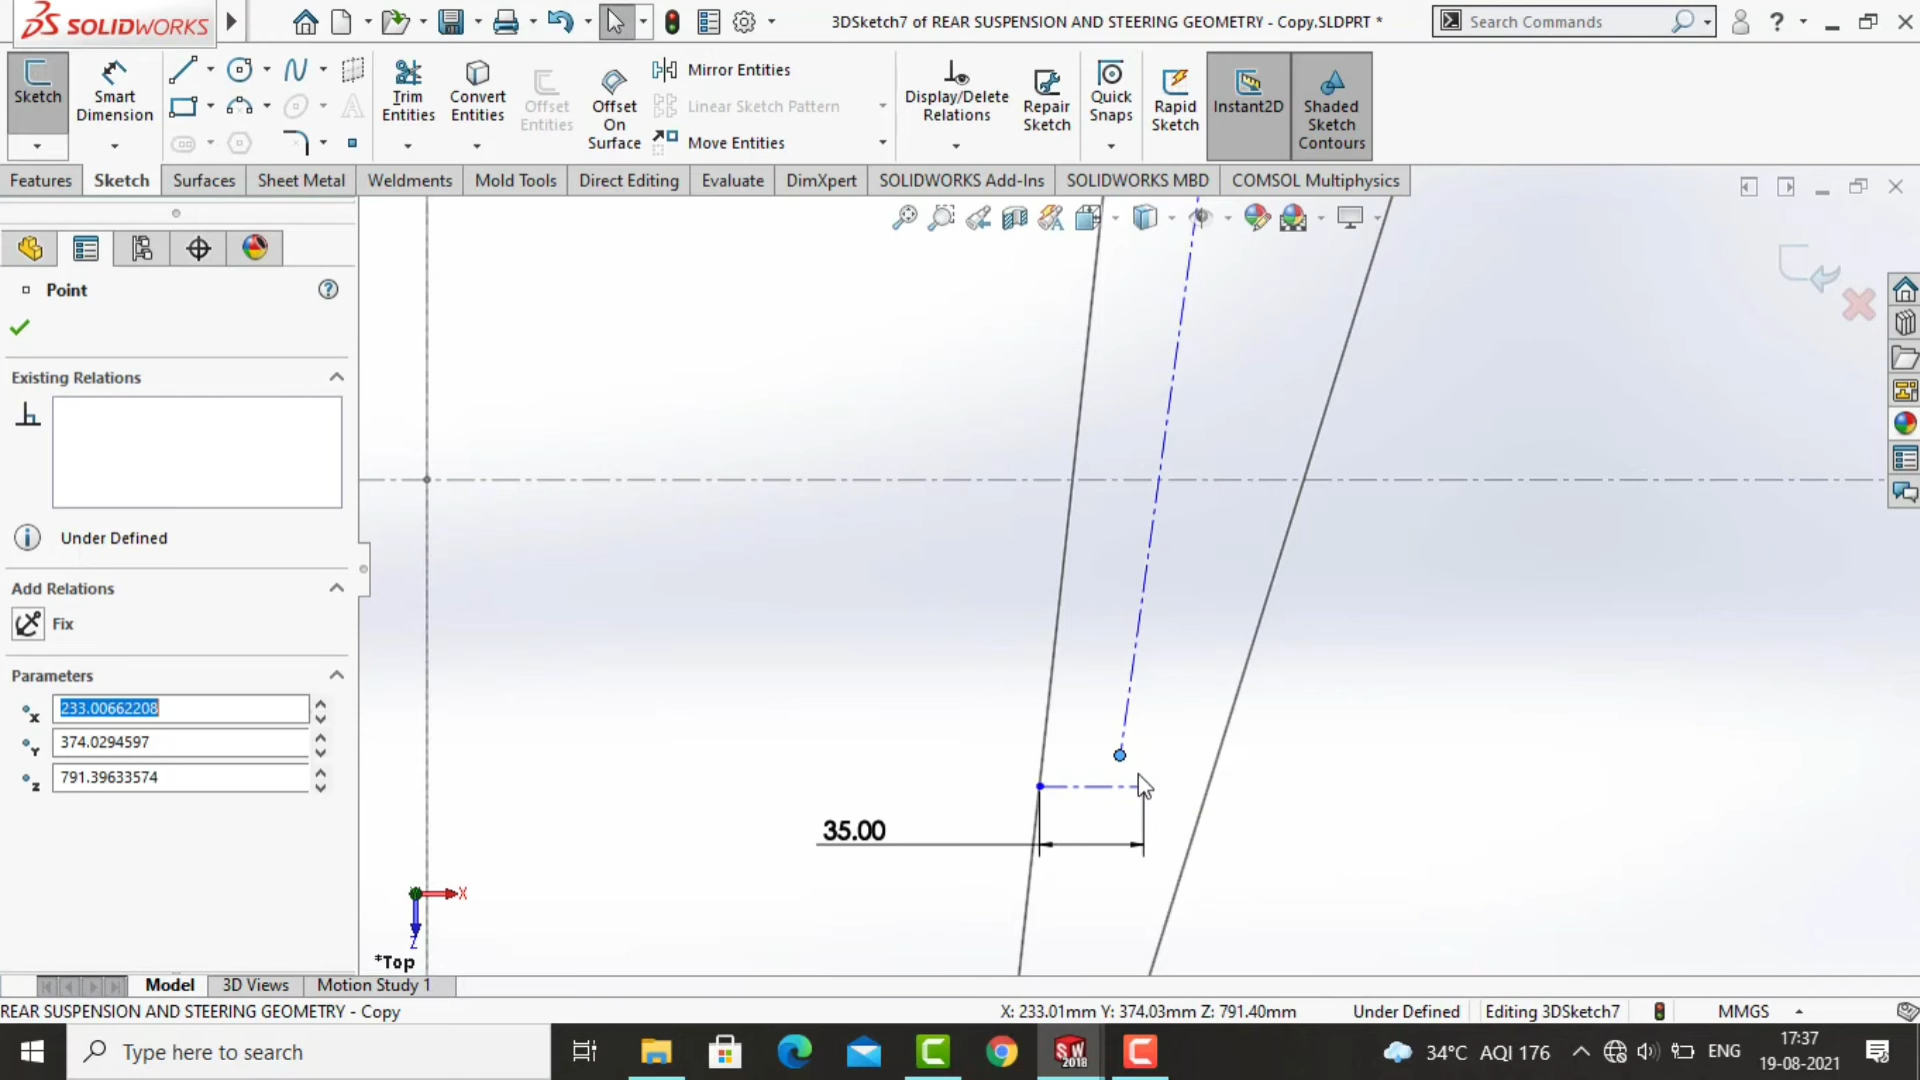 SOLIDWORKS
3DSketch7 of REAR SUSPENSION AND STEERING GEOMETRY - Copy.SLDPRT *
Search Commands
?
Sketch
Smart Dimension
Trim Entities
Convert Entities
Offset Entities
Offset On Surface
Mirror Entities
Linear Sketch Pattern
Move Entities
Display/Delete Relations
Repair Sketch
Quick Snaps
Rapid Sketch
Instant2D
Shaded Sketch Contours
Features
Sketch
Surfaces
Sheet Metal
Weldments
Mold Tools
Direct Editing
Evaluate
DimXpert
SOLIDWORKS Add-Ins
SOLIDWORKS MBD
COMSOL Multiphysics
Point
Existing Relations
Under Defined
Add Relations
Fix
Parameters
X 233.00662208
Y 374.0294597
Z 791.39633574
35.00
X
Z
*Top
Model
3D Views
Motion Study 1
REAR SUSPENSION AND STEERING GEOMETRY - Copy
X: 233.01mm Y: 374.03mm Z: 791.40mm
Under Defined
Editing 3DSketch7
MMGS
Type here to search
SW 2018
34°C AQI 176
ENG
17:37
19-08-2021